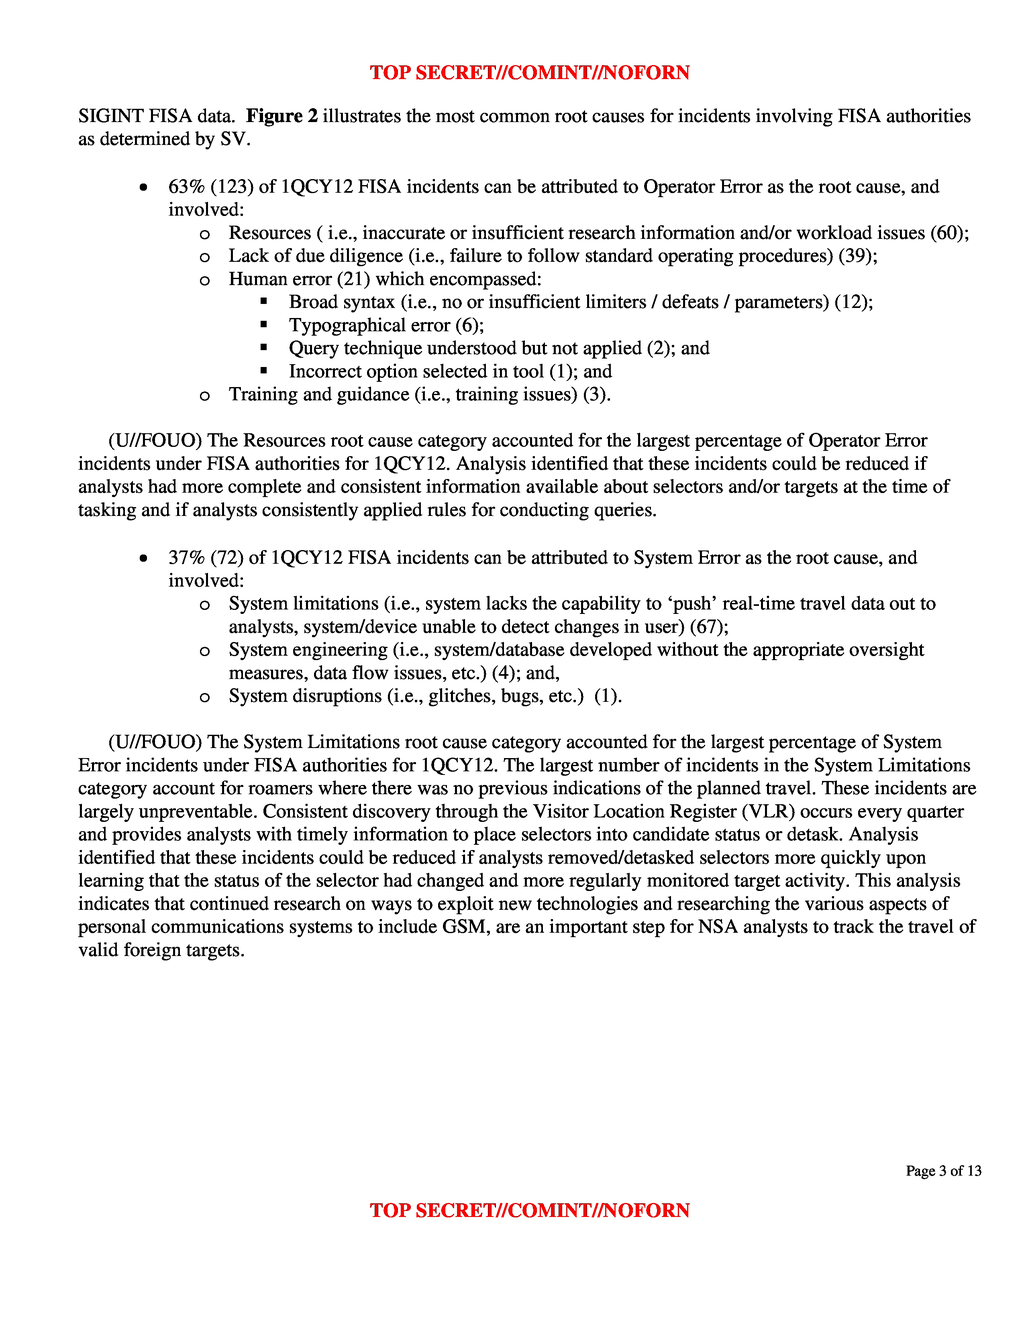 TOP SECRET//COMINT//NOFORN
SIGINT FISA data.  Figure 2 illustrates the most common root causes for incidents involving FISA authorities
as determined by SV.
• 63% (123) of 1QCY12 FISA incidents can be attributed to Operator Error as the root cause, and
involved:
o Resources ( i.e., inaccurate or insufficient research information and/or workload issues (60);
o Lack of due diligence (i.e., failure to follow standard operating procedures) (39);
o Human error (21) which encompassed:
▪ Broad syntax (i.e., no or insufficient limiters / defeats / parameters) (12);
▪ Typographical error (6);
▪ Query technique understood but not applied (2); and
▪ Incorrect option selected in tool (1); and
o Training and guidance (i.e., training issues) (3).
(U//FOUO) The Resources root cause category accounted for the largest percentage of Operator Error
incidents under FISA authorities for 1QCY12. Analysis identified that these incidents could be reduced if
analysts had more complete and consistent information available about selectors and/or targets at the time of
tasking and if analysts consistently applied rules for conducting queries.
• 37% (72) of 1QCY12 FISA incidents can be attributed to System Error as the root cause, and
involved:
o System limitations (i.e., system lacks the capability to ‘push’ real-time travel data out to
analysts, system/device unable to detect changes in user) (67);
o System engineering (i.e., system/database developed without the appropriate oversight
measures, data flow issues, etc.) (4); and,
o System disruptions (i.e., glitches, bugs, etc.)  (1).
(U//FOUO) The System Limitations root cause category accounted for the largest percentage of System
Error incidents under FISA authorities for 1QCY12. The largest number of incidents in the System Limitations
category account for roamers where there was no previous indications of the planned travel. These incidents are
largely unpreventable. Consistent discovery through the Visitor Location Register (VLR) occurs every quarter
and provides analysts with timely information to place selectors into candidate status or detask. Analysis
identified that these incidents could be reduced if analysts removed/detasked selectors more quickly upon
learning that the status of the selector had changed and more regularly monitored target activity. This analysis
indicates that continued research on ways to exploit new technologies and researching the various aspects of
personal communications systems to include GSM, are an important step for NSA analysts to track the travel of
valid foreign targets.
Page 3 of 13
TOP SECRET//COMINT//NOFORN